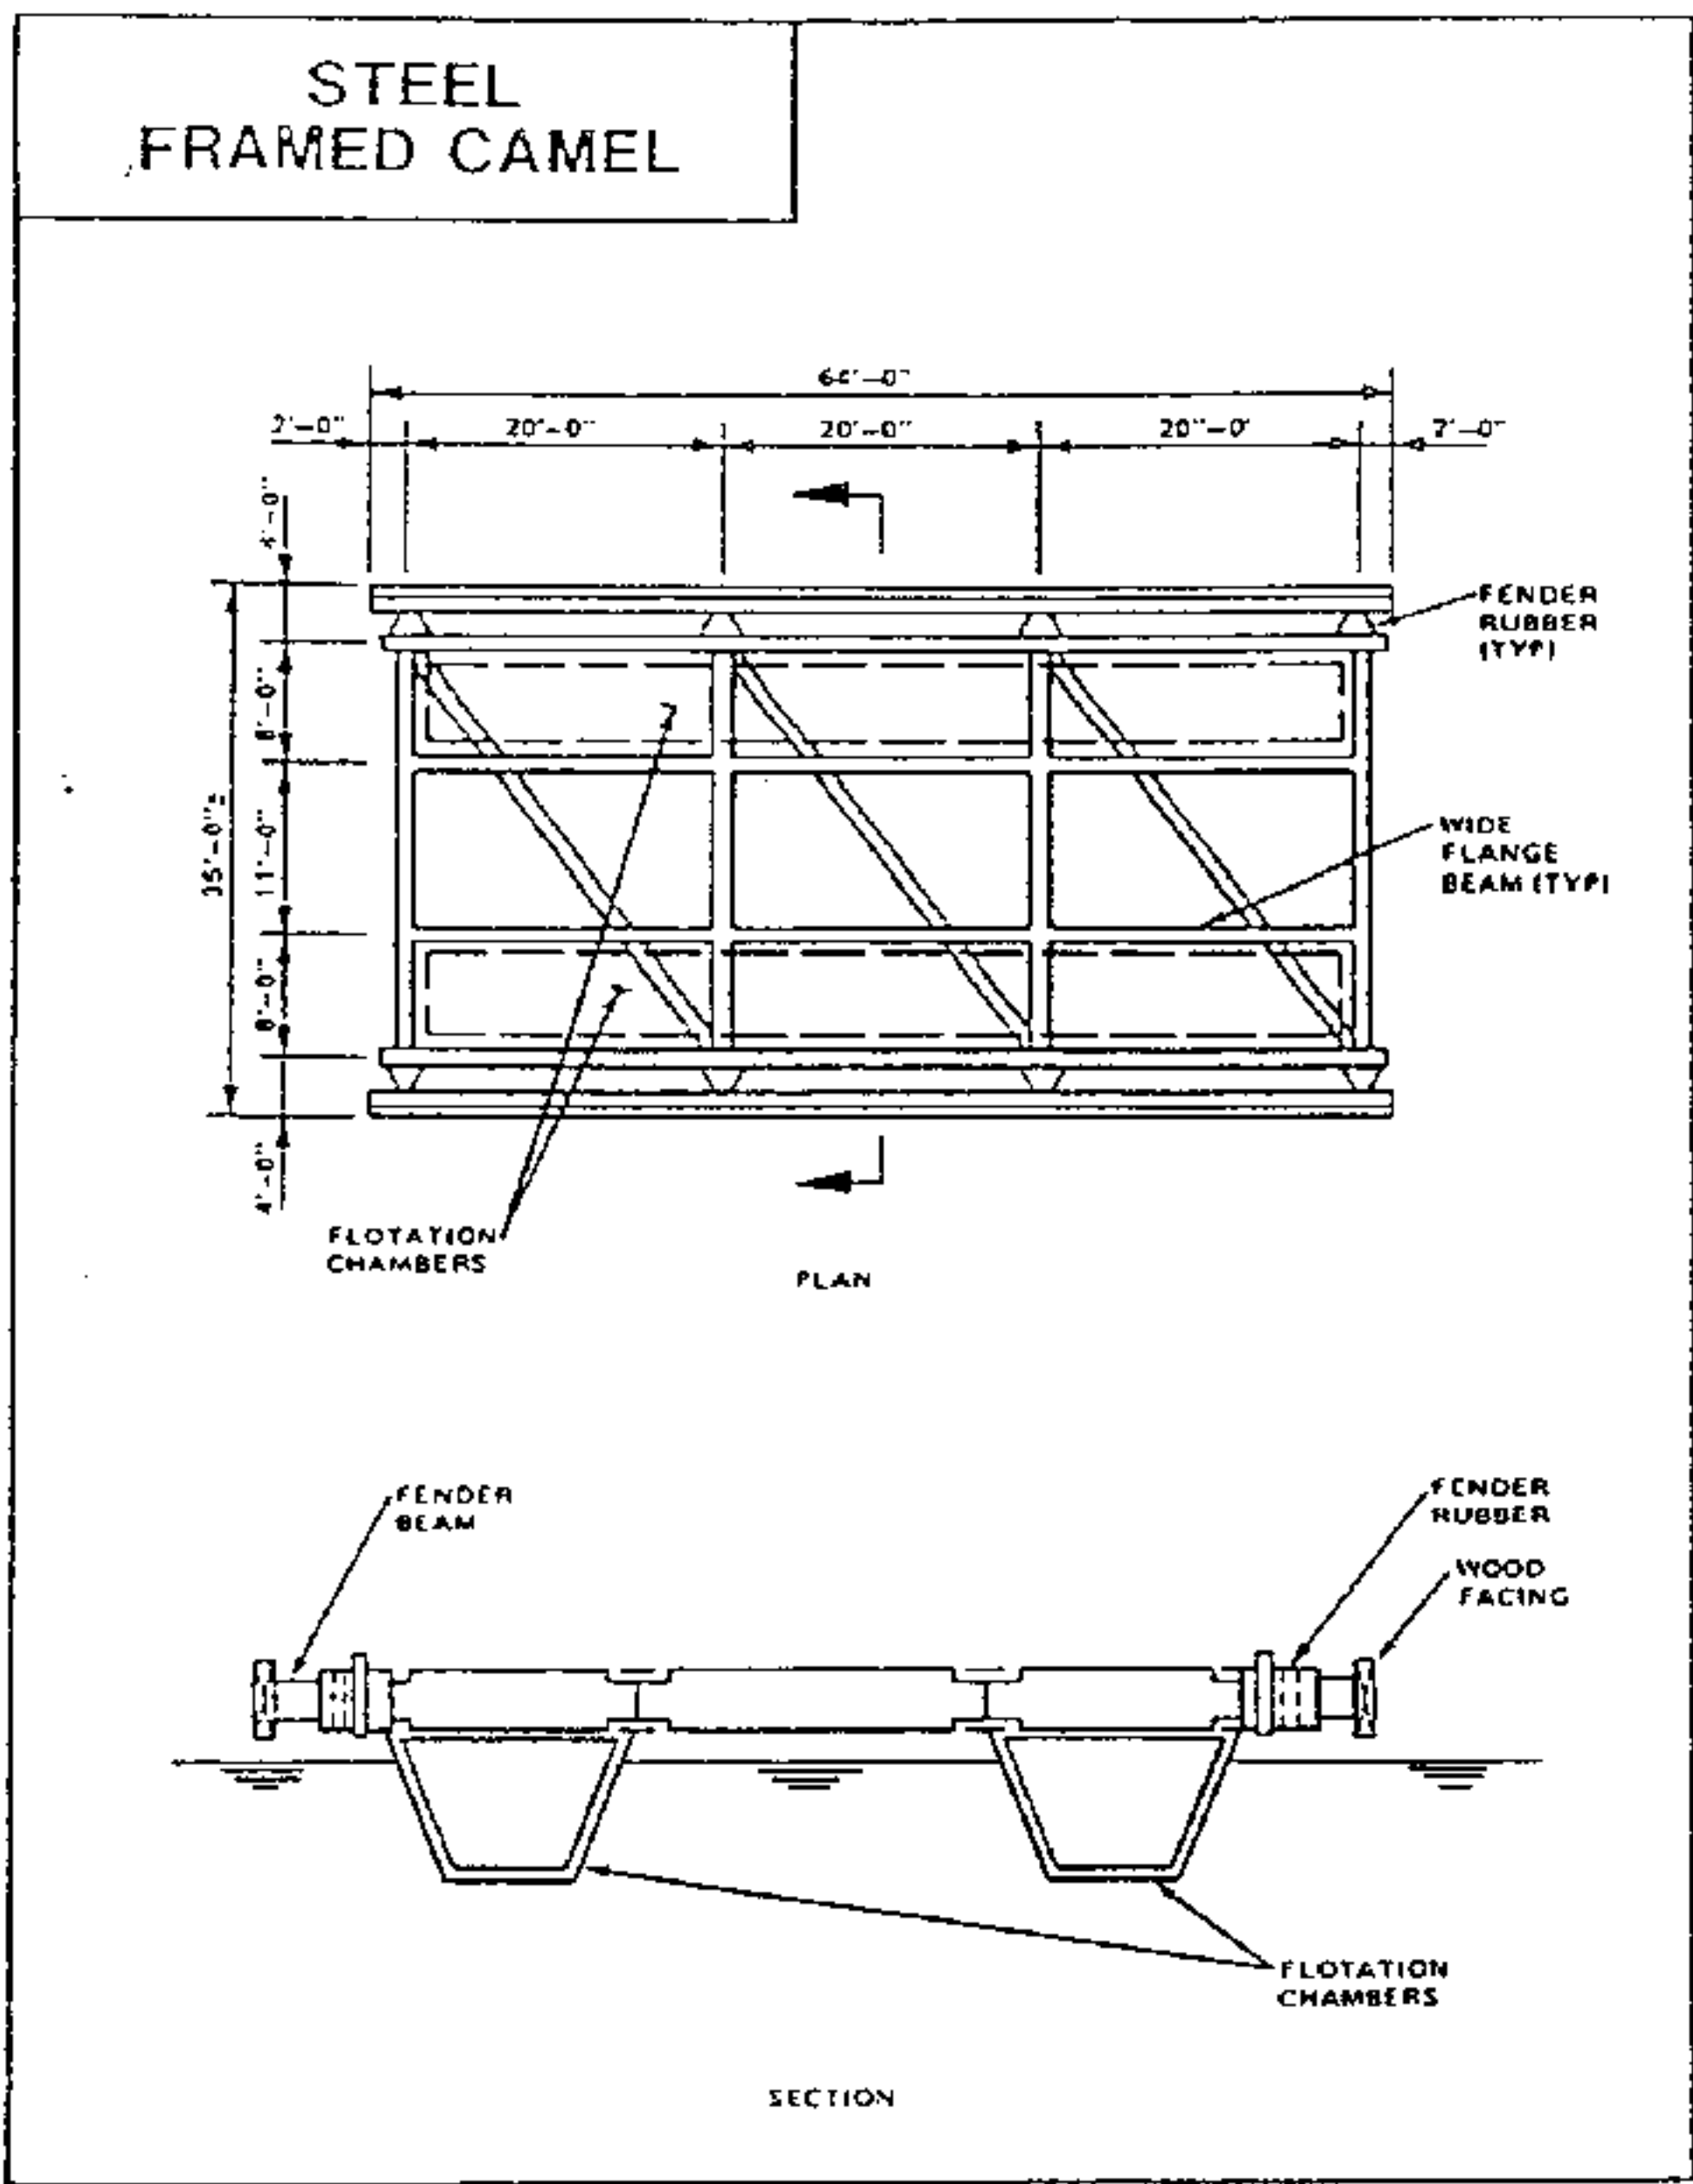 STEEL
FRAMED CAMEL
64'-0"
2'-0"
20'-0"
20'-0"
20'-0'
2'-0"
4'-0"
8'-0"
11'-0"
8'-0"
4'-0"
35'-0"±
FENDER
RUBBER
(TYP)
WIDE
FLANGE
BEAM (TYP)
FLOTATION
CHAMBERS
PLAN
FENDER
BEAM
FENDER
RUBBER
WOOD
FACING
FLOTATION
CHAMBERS
SECTION